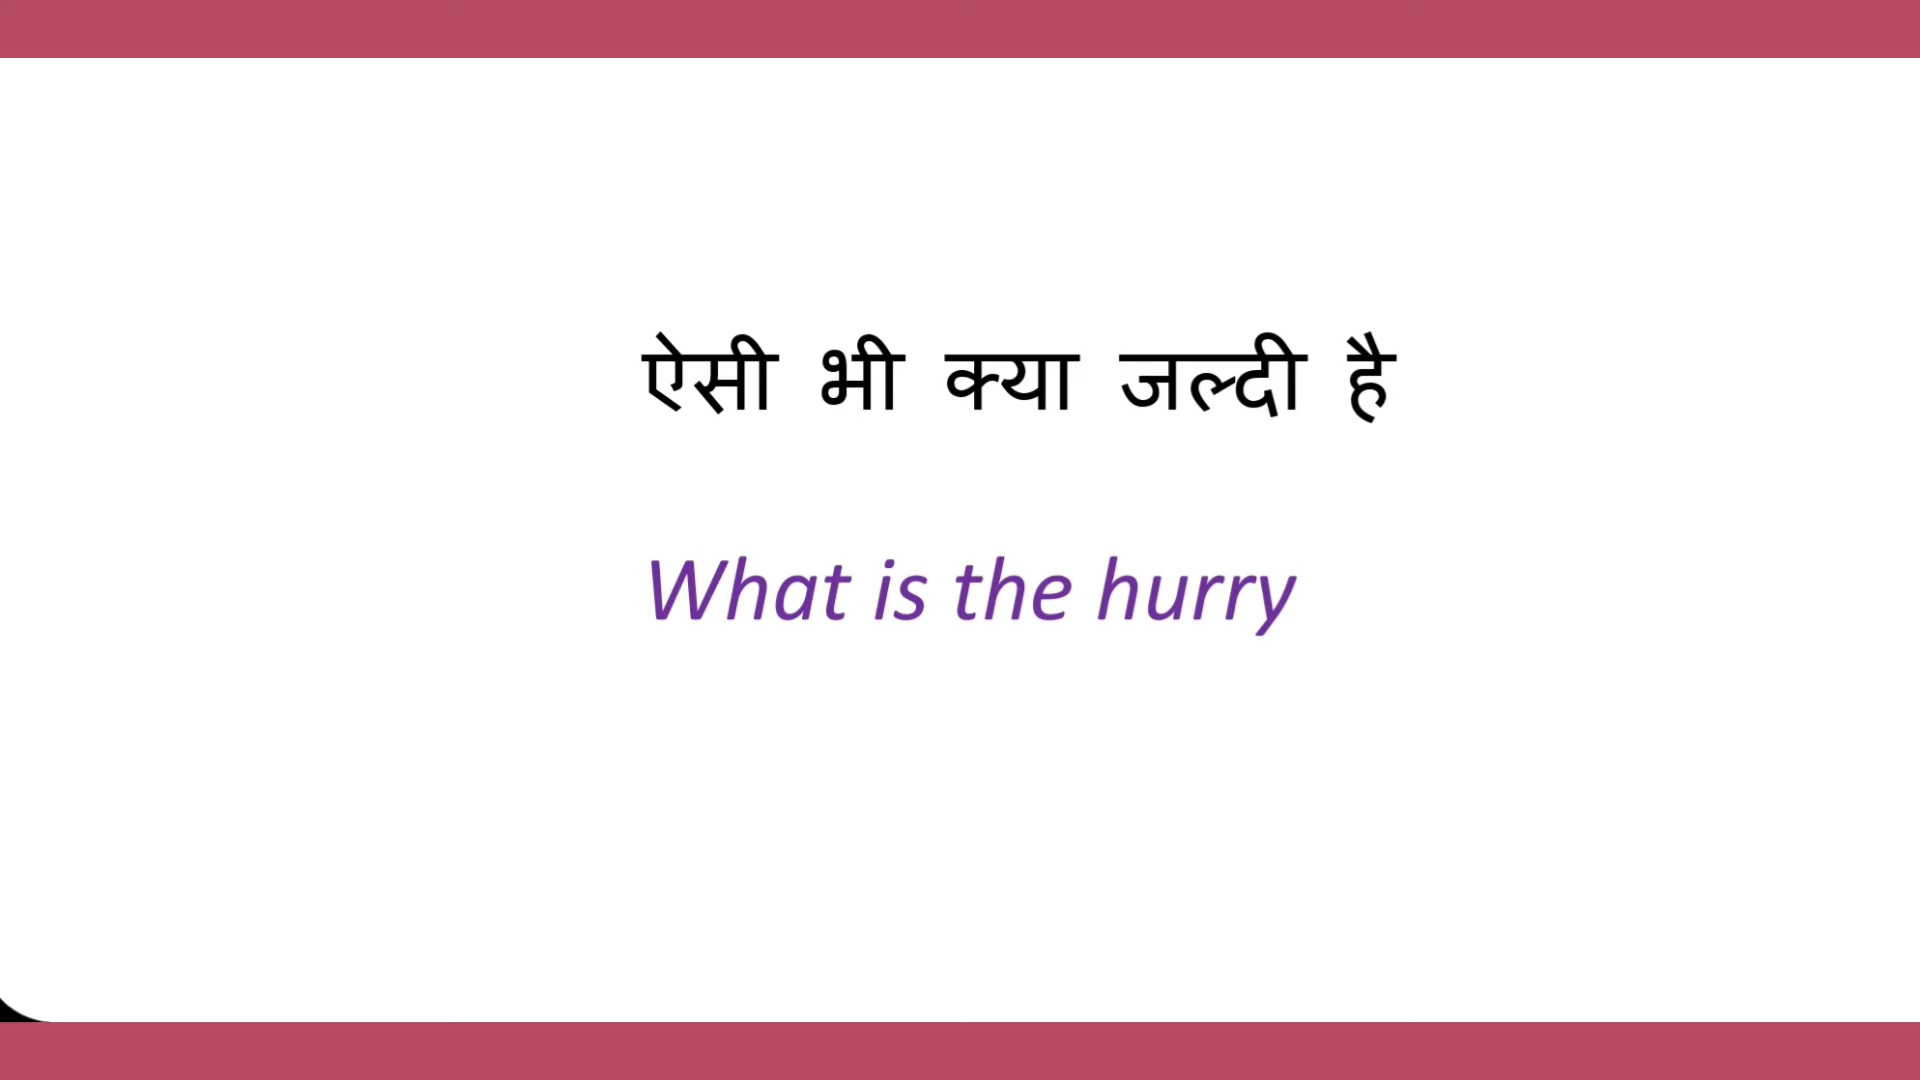 ऐसी भी क्या जल्दी है
What is the hurry